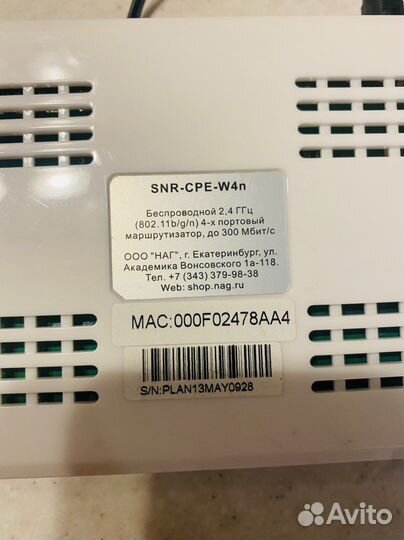 SNR-CPE-W4n
Беспроводной 2,4 ГГц
(802.11b/g/n) 4-х портовый
маршрутизатор, до 300 Мбит/с
ООО "НАГ", г. Екатеринбург, ул.
Академика Вонсовского 1а-118.
Тел. +7 (343) 379-98-38
Web: shop.nag.ru
MAC:000F02478AA4
S/N:PLAN13MAY0928
Avito